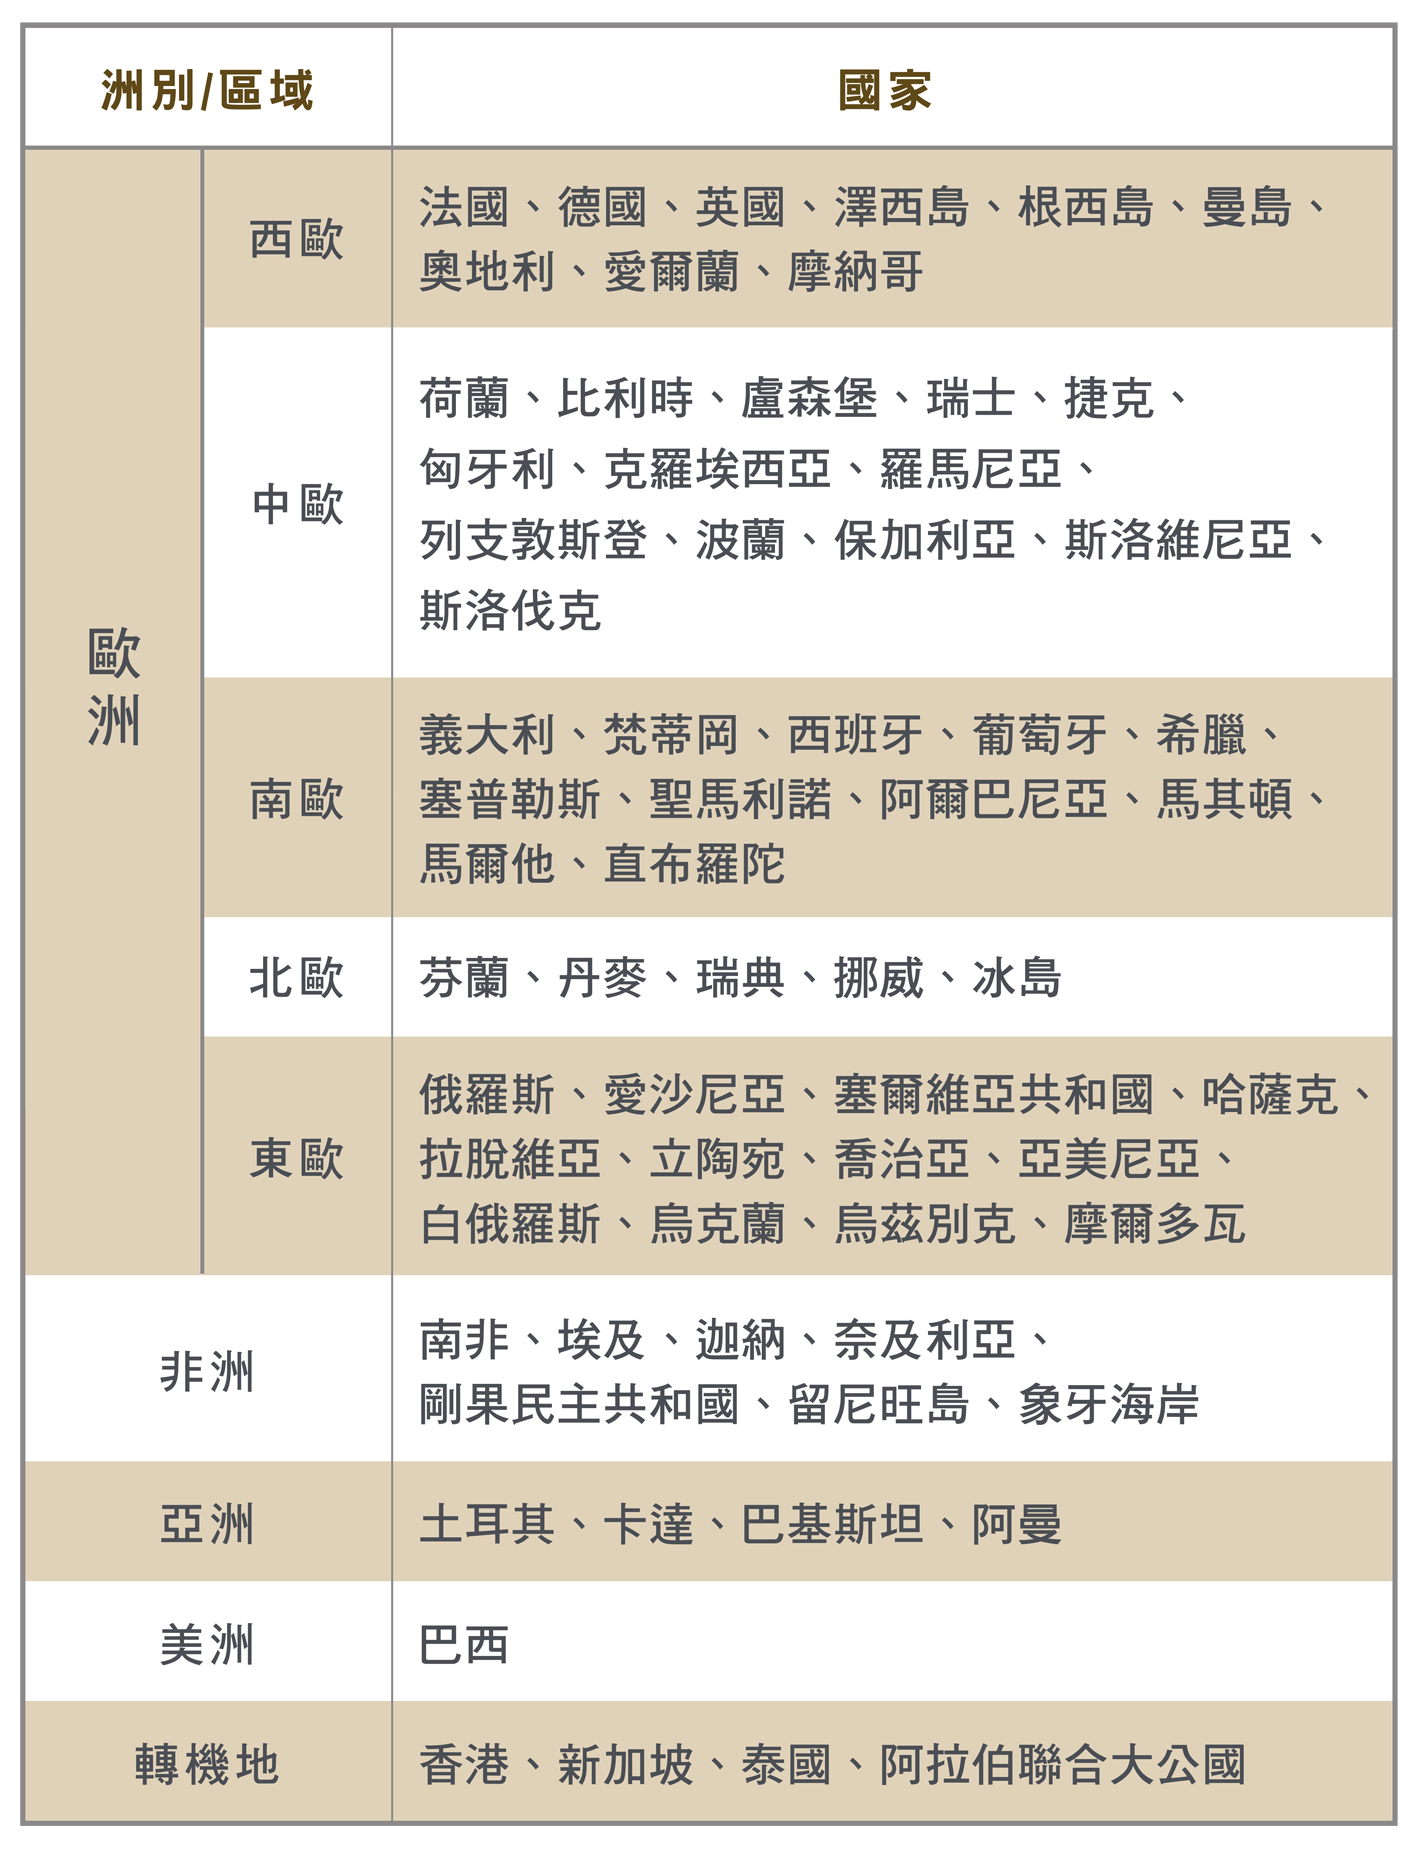 洲別/區域
國家
歐洲
西歐
法國、德國、英國、澤西島、根西島、曼島、
奧地利、愛爾蘭、摩納哥
中歐
荷蘭、比利時、盧森堡、瑞士、捷克、
匈牙利、克羅埃西亞、羅馬尼亞、
列支敦斯登、波蘭、保加利亞、斯洛維尼亞、
斯洛伐克
南歐
義大利、梵蒂岡、西班牙、葡萄牙、希臘、
塞普勒斯、聖馬利諾、阿爾巴尼亞、馬其頓、
馬爾他、直布羅陀
北歐
芬蘭、丹麥、瑞典、挪威、冰島
東歐
俄羅斯、愛沙尼亞、塞爾維亞共和國、哈薩克、
拉脫維亞、立陶宛、喬治亞、亞美尼亞、
白俄羅斯、烏克蘭、烏茲別克、摩爾多瓦
非洲
南非、埃及、迦納、奈及利亞、
剛果民主共和國、留尼旺島、象牙海岸
亞洲
土耳其、卡達、巴基斯坦、阿曼
美洲
巴西
轉機地
香港、新加坡、泰國、阿拉伯聯合大公國